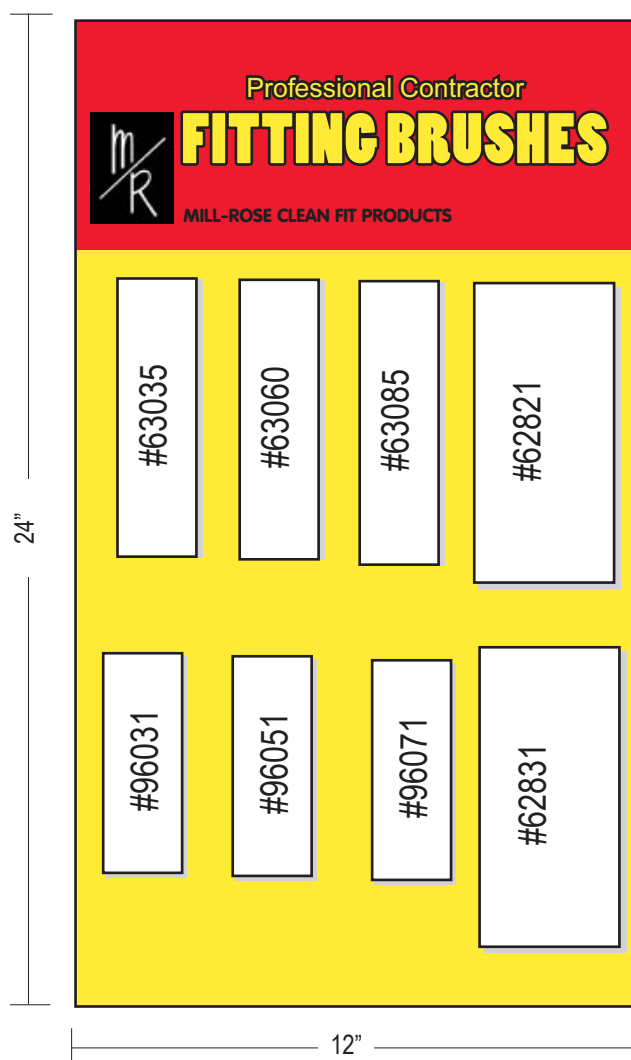 Professional Contractor
FITTING BRUSHES
m/R
MILL-ROSE CLEAN FIT PRODUCTS
#63035
#63060
#63085
#62821
24"
#96031
#96051
#96071
#62831
12"